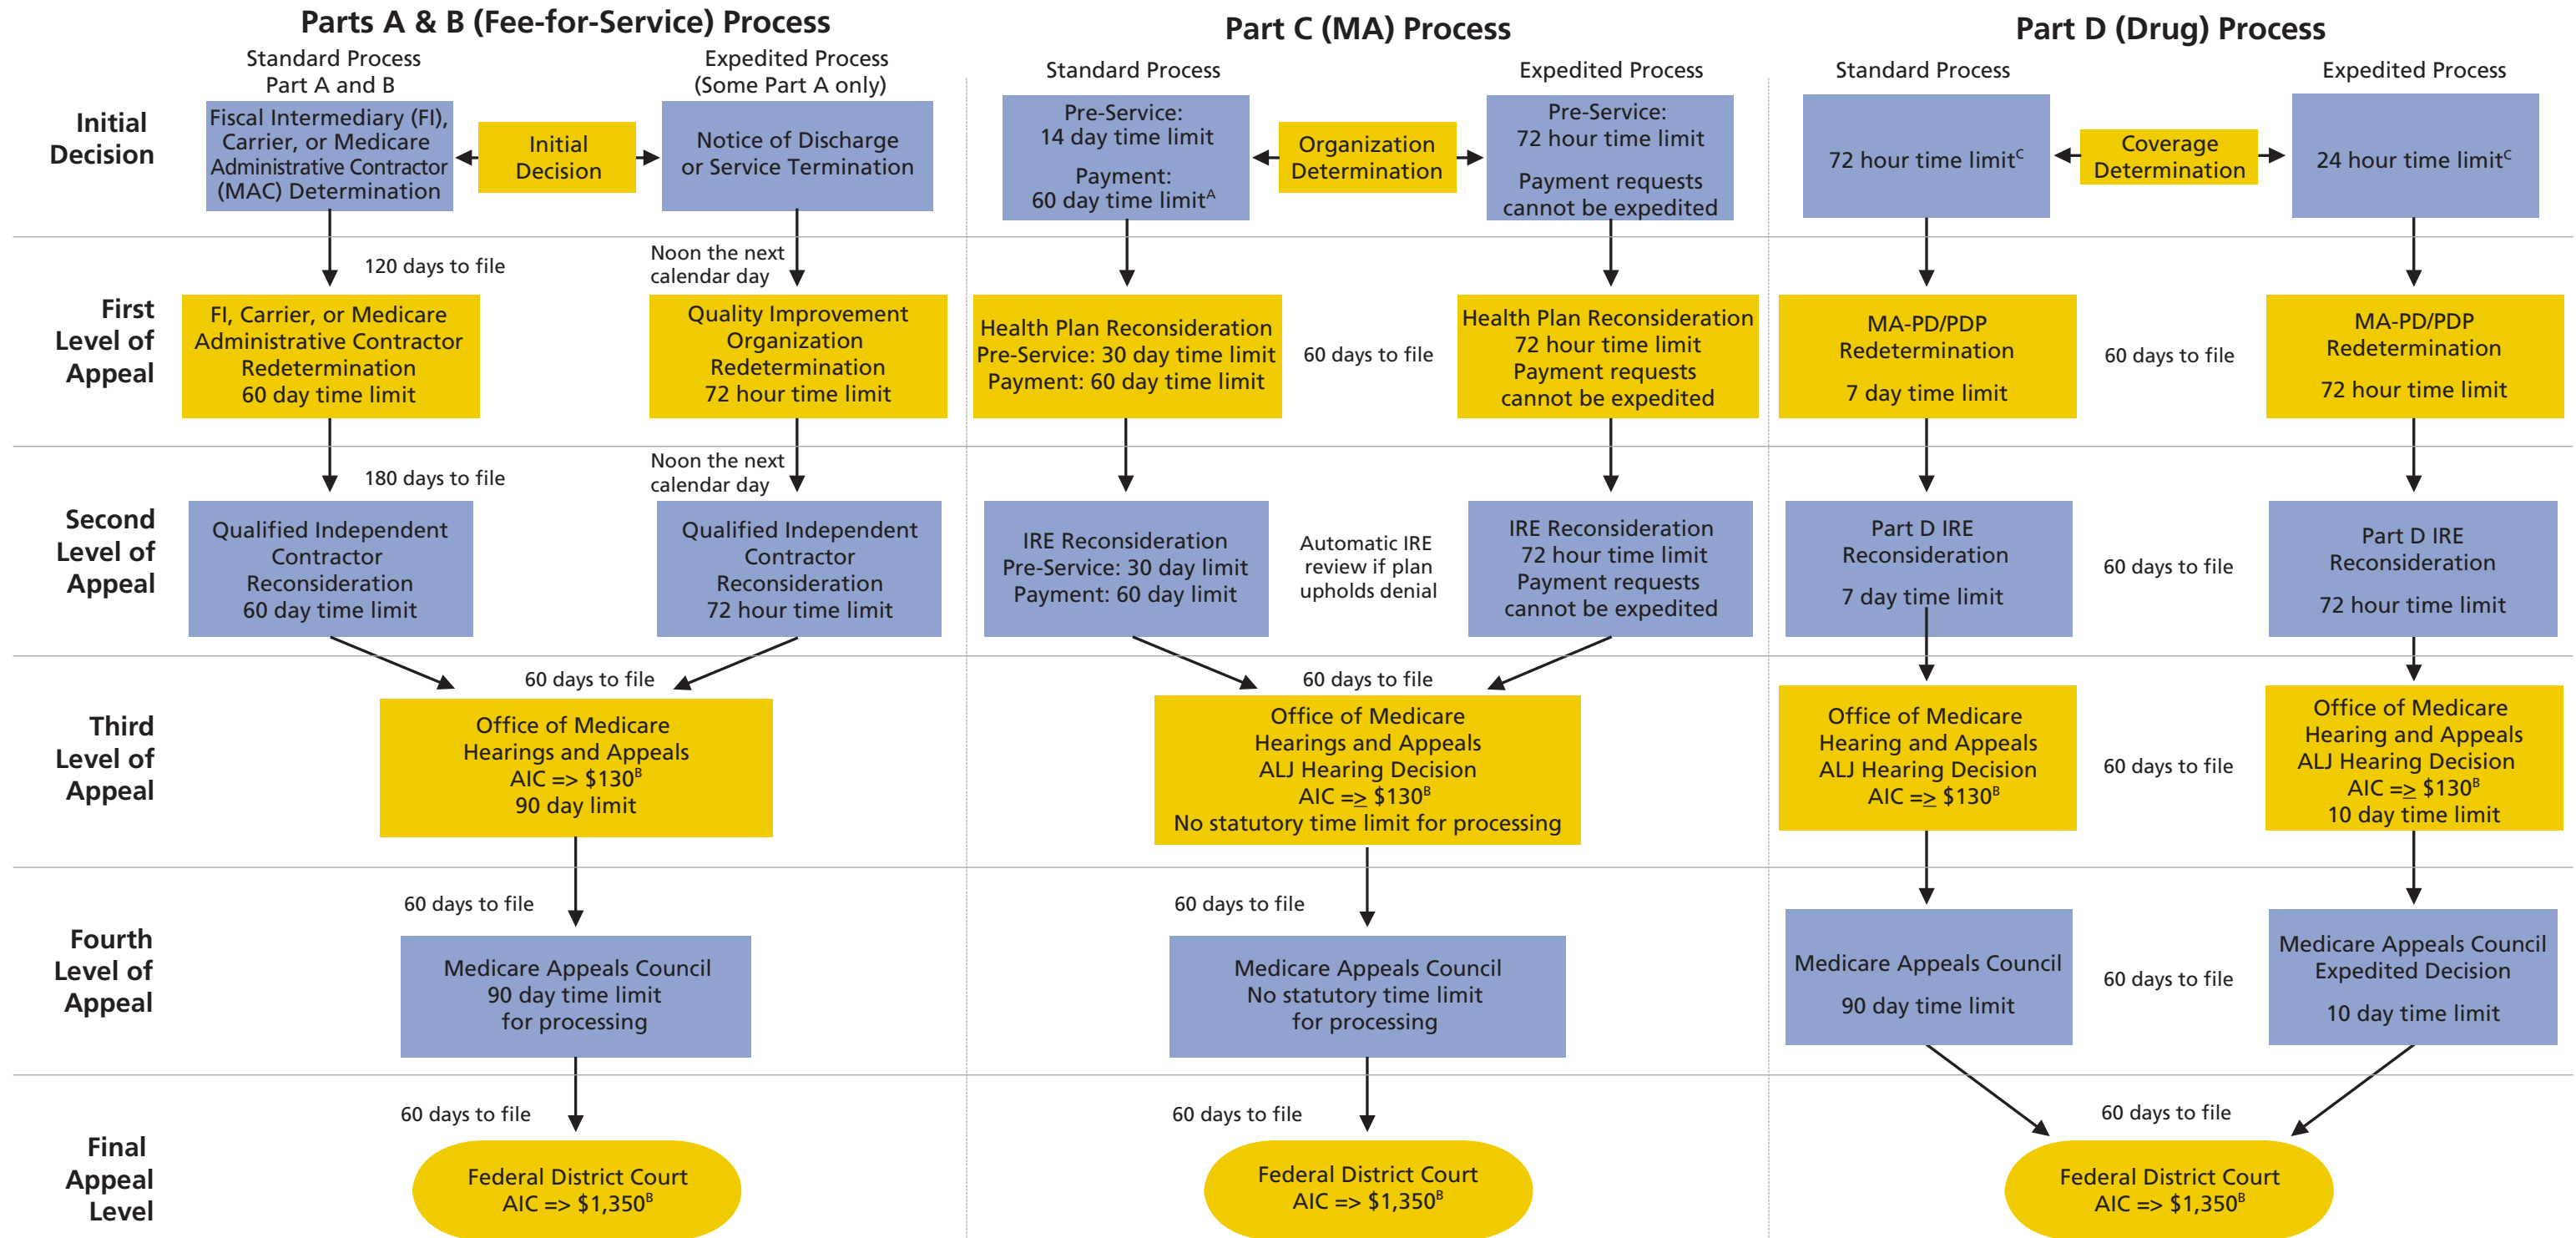 Parts A & B (Fee-for-Service) Process
Part C (MA) Process
Part D (Drug) Process
Standard Process
Part A and B
Expedited Process
(Some Part A only)
Standard Process
Expedited Process
Standard Process
Expedited Process
Initial
Decision
Fiscal Intermediary (FI),
Carrier, or Medicare
Administrative Contractor
(MAC) Determination
Initial
Decision
Notice of Discharge
or Service Termination
Pre-Service:
14 day time limit
Payment:
60 day time limitᴬ
Organization
Determination
Pre-Service:
72 hour time limit
Payment requests
cannot be expedited
72 hour time limitᶜ
Coverage
Determination
24 hour time limitᶜ
120 days to file
Noon the next
calendar day
First
Level of
Appeal
FI, Carrier, or Medicare
Administrative Contractor
Redetermination
60 day time limit
Quality Improvement
Organization
Redetermination
72 hour time limit
Health Plan Reconsideration
Pre-Service: 30 day time limit
Payment: 60 day time limit
60 days to file
Health Plan Reconsideration
72 hour time limit
Payment requests
cannot be expedited
MA-PD/PDP
Redetermination
7 day time limit
60 days to file
MA-PD/PDP
Redetermination
72 hour time limit
180 days to file
Noon the next
calendar day
Second
Level of
Appeal
Qualified Independent
Contractor
Reconsideration
60 day time limit
Qualified Independent
Contractor
Reconsideration
72 hour time limit
IRE Reconsideration
Pre-Service: 30 day limit
Payment: 60 day limit
Automatic IRE
review if plan
upholds denial
IRE Reconsideration
72 hour time limit
Payment requests
cannot be expedited
Part D IRE
Reconsideration
7 day time limit
60 days to file
Part D IRE
Reconsideration
72 hour time limit
60 days to file
60 days to file
Third
Level of
Appeal
Office of Medicare
Hearings and Appeals
AIC => $130ᴮ
90 day limit
Office of Medicare
Hearings and Appeals
ALJ Hearing Decision
AIC =≥ $130ᴮ
No statutory time limit for processing
Office of Medicare
Hearing and Appeals
ALJ Hearing Decision
AIC =≥ $130ᴮ
60 days to file
Office of Medicare
Hearing and Appeals
ALJ Hearing Decision
AIC =≥ $130ᴮ
10 day time limit
60 days to file
60 days to file
Fourth
Level of
Appeal
Medicare Appeals Council
90 day time limit
for processing
Medicare Appeals Council
No statutory time limit
for processing
Medicare Appeals Council
90 day time limit
60 days to file
Medicare Appeals Council
Expedited Decision
10 day time limit
60 days to file
60 days to file
60 days to file
Final
Appeal
Level
Federal District Court
AIC => $1,350ᴮ
Federal District Court
AIC => $1,350ᴮ
Federal District Court
AIC => $1,350ᴮ